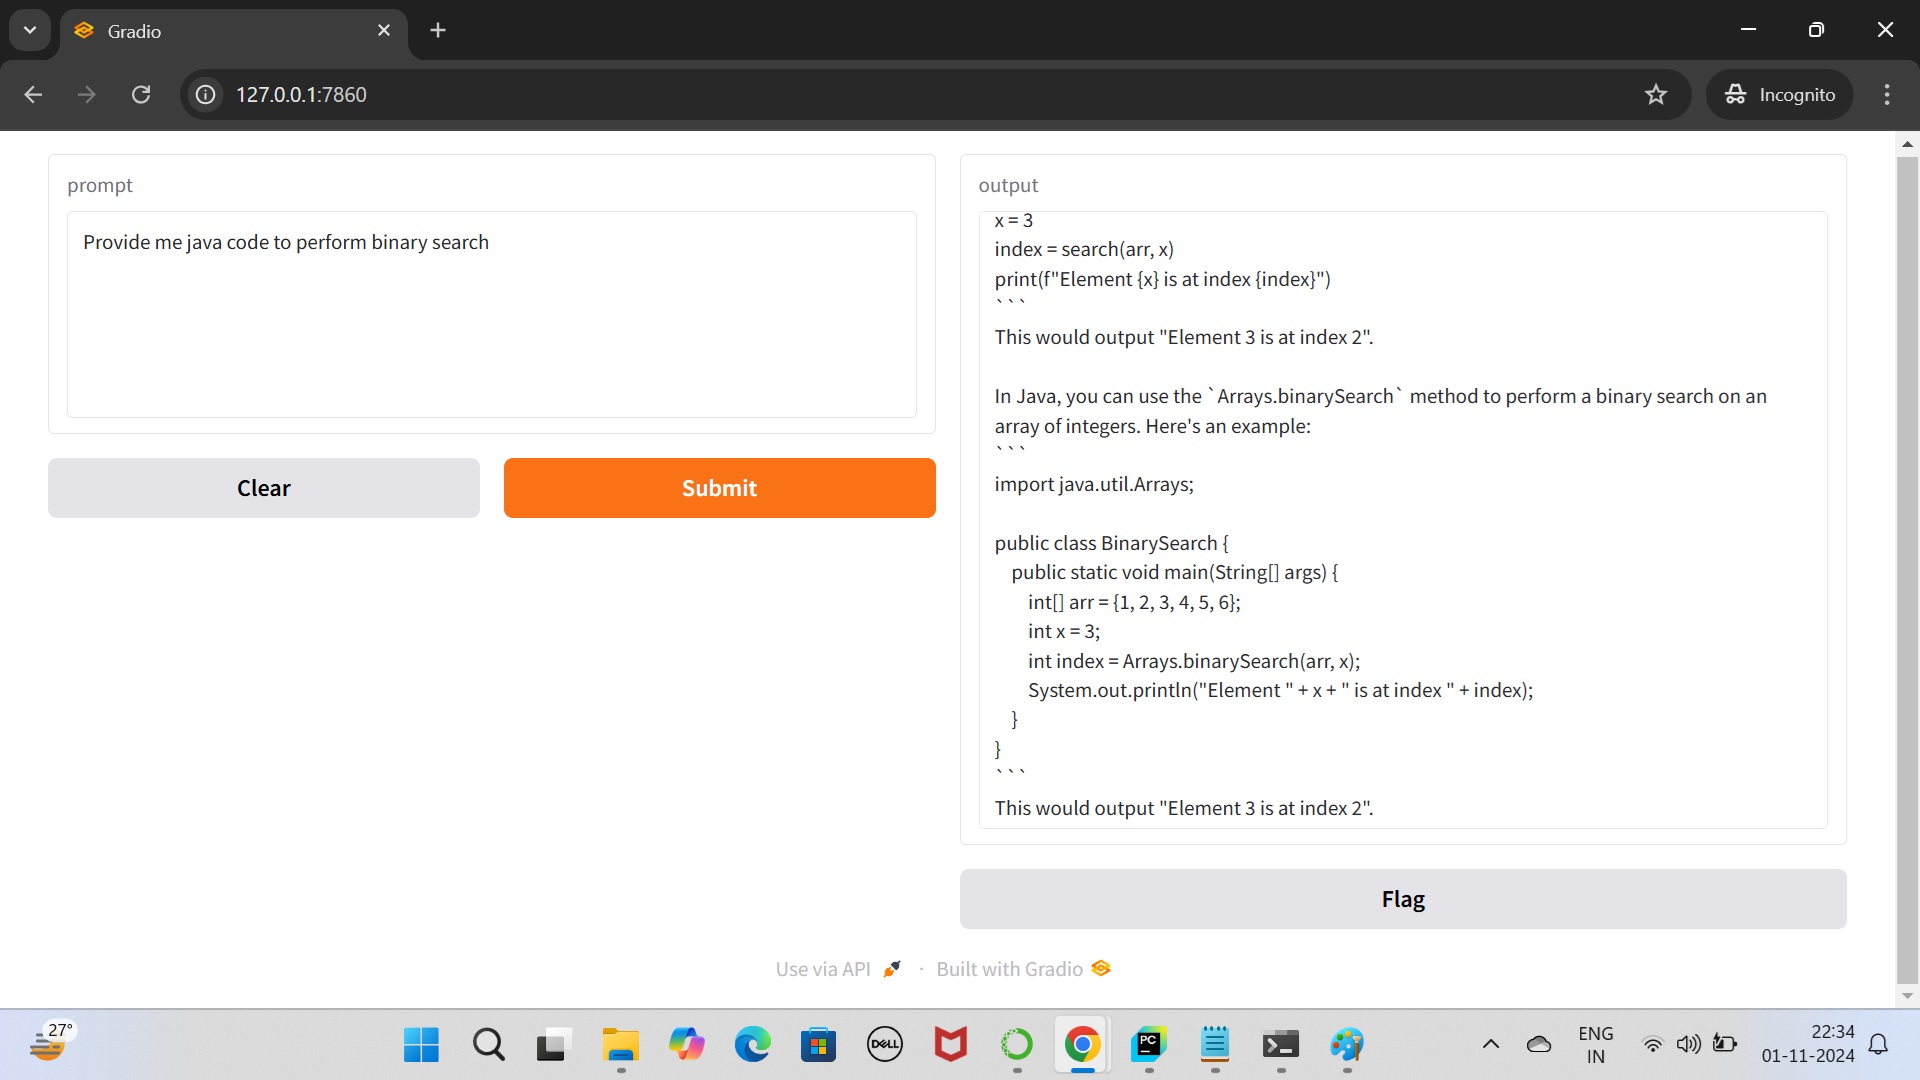 Gradio
127.0.0.1:7860
Incognito
prompt
Provide me java code to perform binary search
Clear
Submit
output
x = 3
index = search(arr, x)
print(f"Element {x} is at index {index}")
```
This would output "Element 3 is at index 2".
In Java, you can use the `Arrays.binarySearch` method to perform a binary search on an
array of integers. Here's an example:
```
import java.util.Arrays;
public class BinarySearch {
    public static void main(String[] args) {
        int[] arr = {1, 2, 3, 4, 5, 6};
        int x = 3;
        int index = Arrays.binarySearch(arr, x);
        System.out.println("Element " + x + " is at index " + index);
    }
}
```
This would output "Element 3 is at index 2".
Flag
Use via API · Built with Gradio
27°
DELL
PC
ENG
IN
22:34
01-11-2024